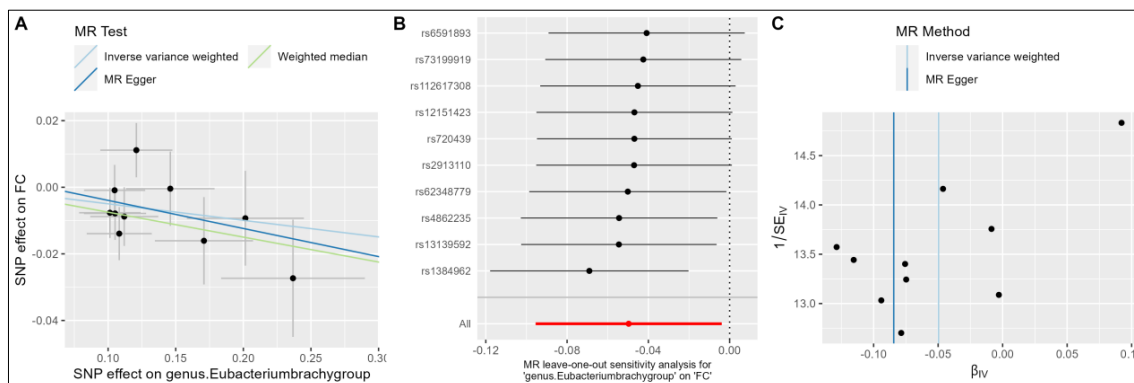 A
MR Test
Inverse variance weighted
Weighted median
MR Egger
0.02
0.00
-0.02
-0.04
SNP effect on FC
0.10
0.15
0.20
0.25
0.30
SNP effect on genus.Eubacteriumbrachygroup
B
rs6591893
rs73199919
rs112617308
rs12151423
rs720439
rs2913110
rs62348779
rs4862235
rs13139592
rs1384962
All
-0.12
-0.08
-0.04
0.00
MR leave-one-out sensitivity analysis for
'genus.Eubacteriumbrachygroup' on 'FC'
C
MR Method
Inverse variance weighted
MR Egger
14.5
14.0
13.5
13.0
1/SEIV
-0.10
-0.05
0.00
0.05
0.1
βIV